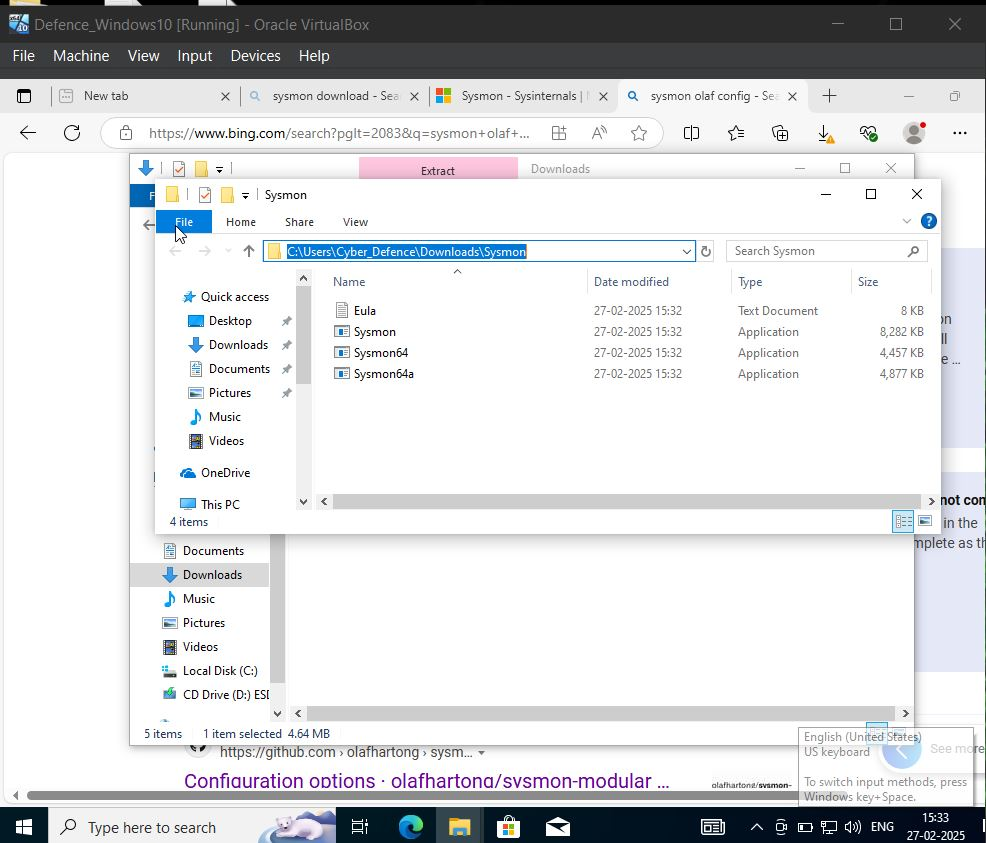 Defence_Windows10 [Running] - Oracle VirtualBox
File Machine View Input Devices Help
New tab
sysmon download - Sea
Sysmon - Sysinternals |
sysmon olaf config - Sea
https://www.bing.com/search?pglt=2083&q=sysmon+olaf+...
Extract
Downloads
Sysmon
File Home Share View
C:\Users\Cyber_Defence\Downloads\Sysmon
Search Sysmon
Name Date modified Type Size
Eula 27-02-2025 15:32 Text Document 8 KB
Sysmon 27-02-2025 15:32 Application 8,282 KB
Sysmon64 27-02-2025 15:32 Application 4,457 KB
Sysmon64a 27-02-2025 15:32 Application 4,877 KB
Quick access
Desktop
Downloads
Documents
Pictures
Music
Videos
OneDrive
This PC
4 items
not con
in the
mplete as th
Documents
Downloads
Music
Pictures
Videos
Local Disk (C:)
CD Drive (D:) ESD
5 items 1 item selected 4.64 MB
https://github.com › olafhartong › sysm...
Configuration options · olafhartong/sysmon-modular ...
olafhartong/sysmon-
English (United States)
US keyboard
To switch input methods, press
Windows key+Space.
See more
Type here to search
ENG
15:33
27-02-2025